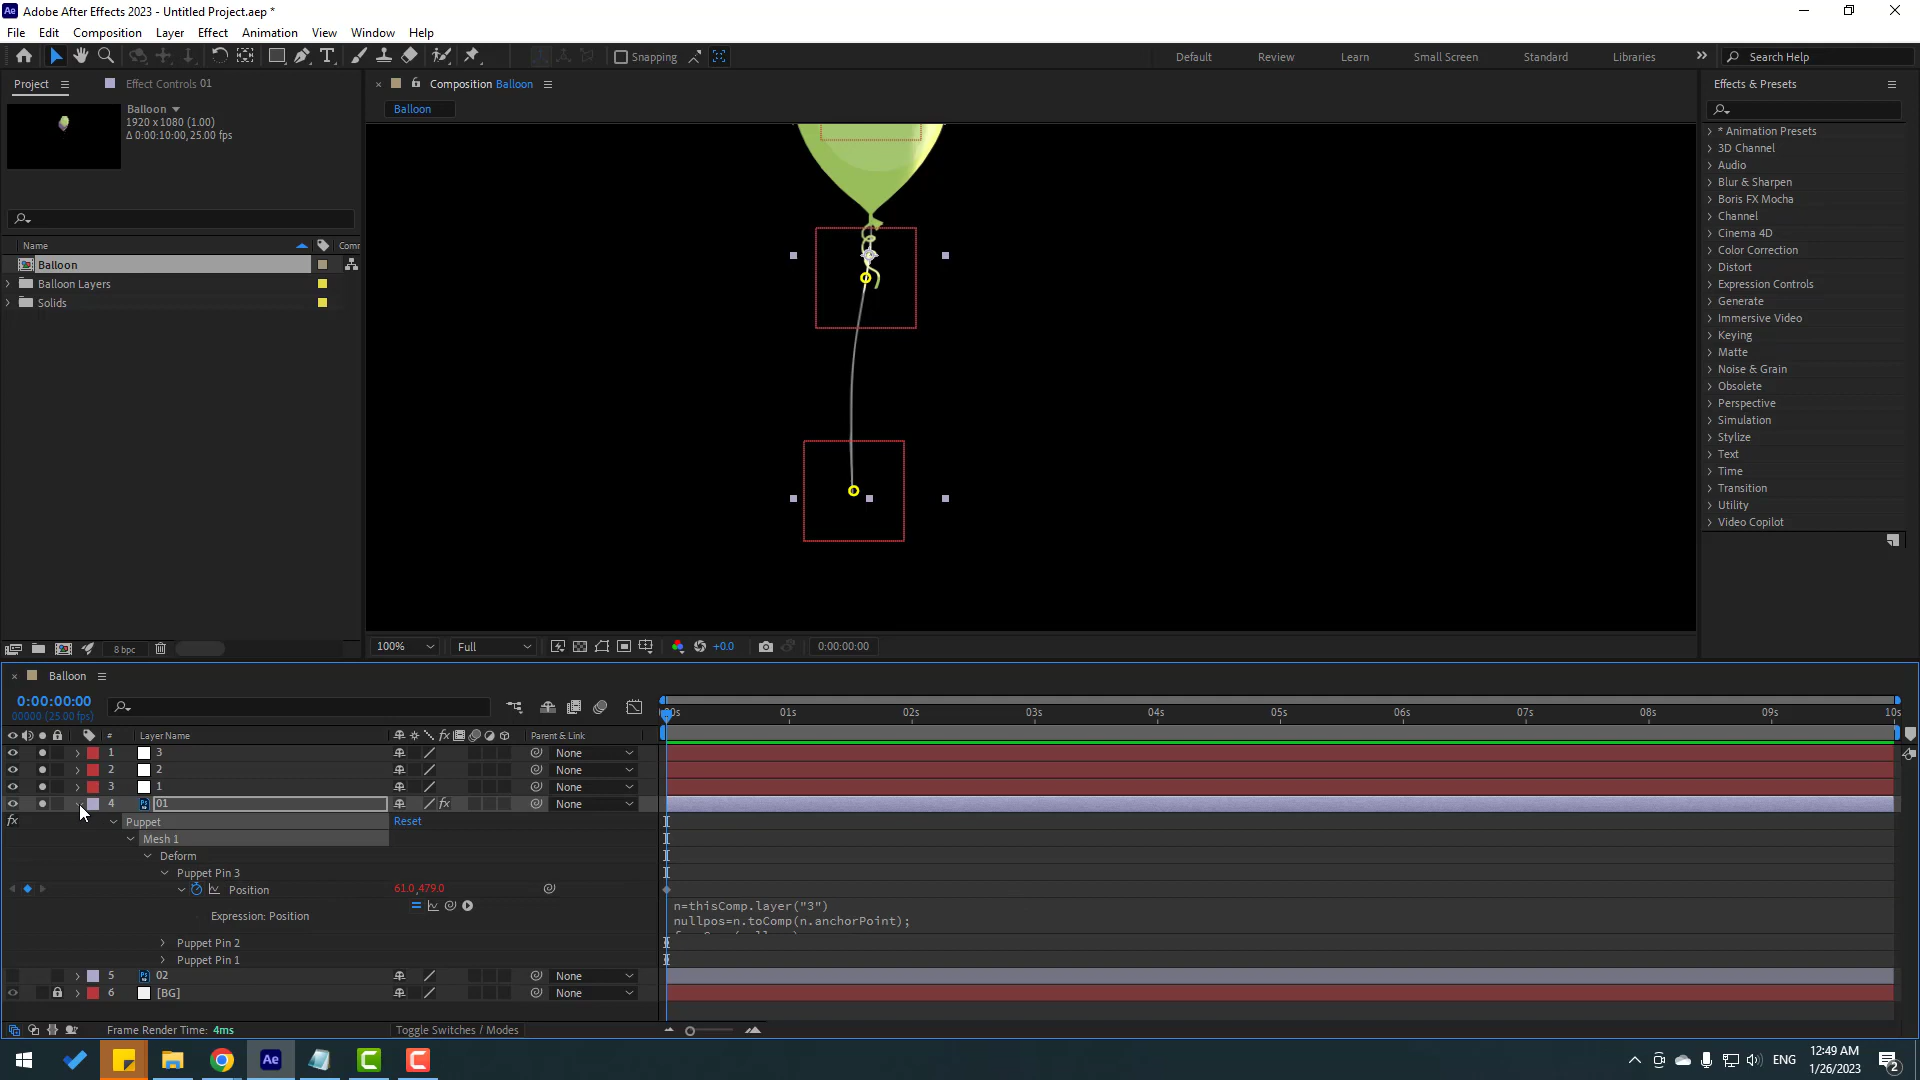 Adobe After Effects 2023 - Untitled Project.aep *
File Edit Composition Layer Effect Animation View Window Help
Snapping
Default Review Learn Small Screen Standard Libraries
Search Help
Project
Effect Controls 01
Composition Balloon
Effects & Presets
Balloon
1920 x 1080 (1.00)
Δ 0:00:10:00, 25.00 fps
Balloon
* Animation Presets
3D Channel
Audio
Blur & Sharpen
Boris FX Mocha
Channel
Cinema 4D
Color Correction
Distort
Expression Controls
Generate
Immersive Video
Keying
Matte
Noise & Grain
Obsolete
Perspective
Simulation
Stylize
Text
Time
Transition
Utility
Video Copilot
Name
Comr
Balloon
Balloon Layers
Solids
8 bpc
100%
Full
+0.0
0:00:00:00
Balloon
0:00:00:00
00000 (25.00 fps)
# Layer Name
Parent & Link
00s 01s 02s 03s 04s 05s 06s 07s 08s 09s 10s
1 3 None
2 2 None
3 1 None
4 01 fx None
fx Puppet Reset
Mesh 1
Deform
Puppet Pin 3
Position 61.0,479.0
Expression: Position
n=thisComp.layer("3")
nullpos=n.toComp(n.anchorPoint);
Puppet Pin 2
Puppet Pin 1
5 02 None
6 [BG] None
Frame Render Time: 4ms
Toggle Switches / Modes
ENG
12:49 AM
1/26/2023
2